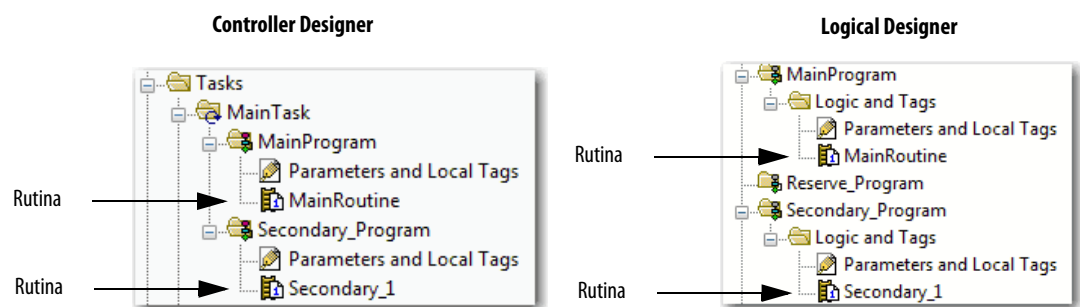 Controller Designer
Tasks
MainTask
MainProgram
Parameters and Local Tags
Rutina
MainRoutine
Secondary_Program
Parameters and Local Tags
Rutina
Secondary_1
Logical Designer
MainProgram
Logic and Tags
Parameters and Local Tags
Rutina
MainRoutine
Reserve_Program
Secondary_Program
Logic and Tags
Parameters and Local Tags
Rutina
Secondary_1